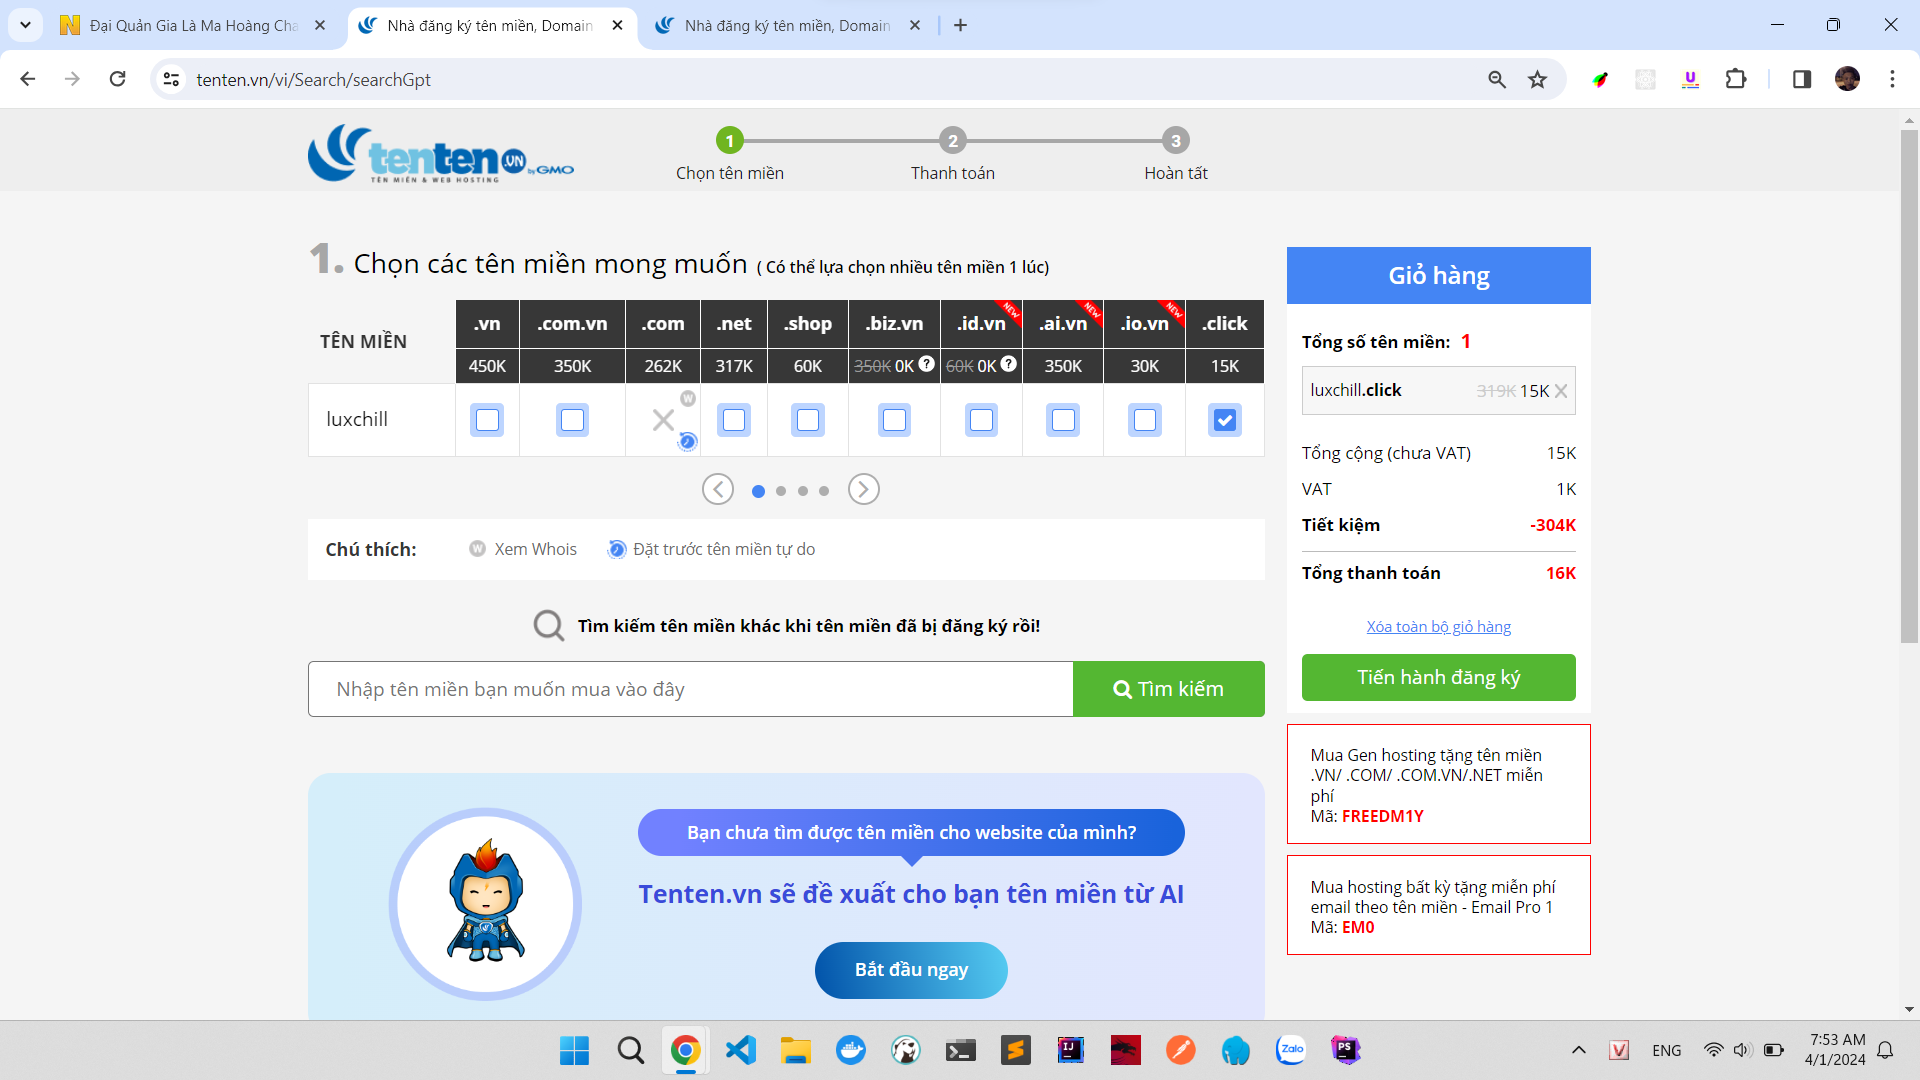 Đại Quản Gia Là Ma Hoàng Cha
Nhà đăng ký tên miền, Domain
Nhà đăng ký tên miền, Domain
tenten.vn/vi/Search/searchGpt
tenten.VN by GMO
TÊN MIỀN & WEB HOSTING
1 2 3
Chọn tên miền Thanh toán Hoàn tất
1. Chọn các tên miền mong muốn ( Có thể lựa chọn nhiều tên miền 1 lúc)
TÊN MIỀN
.vn .com.vn .com .net .shop .biz.vn .id.vn NEW .ai.vn NEW .io.vn NEW .click
450K 350K 262K 317K 60K 350K 0K ? 60K 0K ? 350K 30K 15K
luxchill W
Chú thích: W Xem Whois Đặt trước tên miền tự do
Tìm kiếm tên miền khác khi tên miền đã bị đăng ký rồi!
Nhập tên miền bạn muốn mua vào đây Tìm kiếm
Bạn chưa tìm được tên miền cho website của mình?
Tenten.vn sẽ đề xuất cho bạn tên miền từ AI
Bắt đầu ngay
Giỏ hàng
Tổng số tên miền: 1
luxchill.click 319K 15K
Tổng cộng (chưa VAT) 15K
VAT 1K
Tiết kiệm -304K
Tổng thanh toán 16K
Xóa toàn bộ giỏ hàng
Tiến hành đăng ký
Mua Gen hosting tặng tên miền
.VN/ .COM/ .COM.VN/.NET miễn
phí
Mã: FREEDM1Y
Mua hosting bất kỳ tặng miễn phí
email theo tên miền - Email Pro 1
Mã: EM0
IJ
Zalo
PS
V
ENG
7:53 AM
4/1/2024